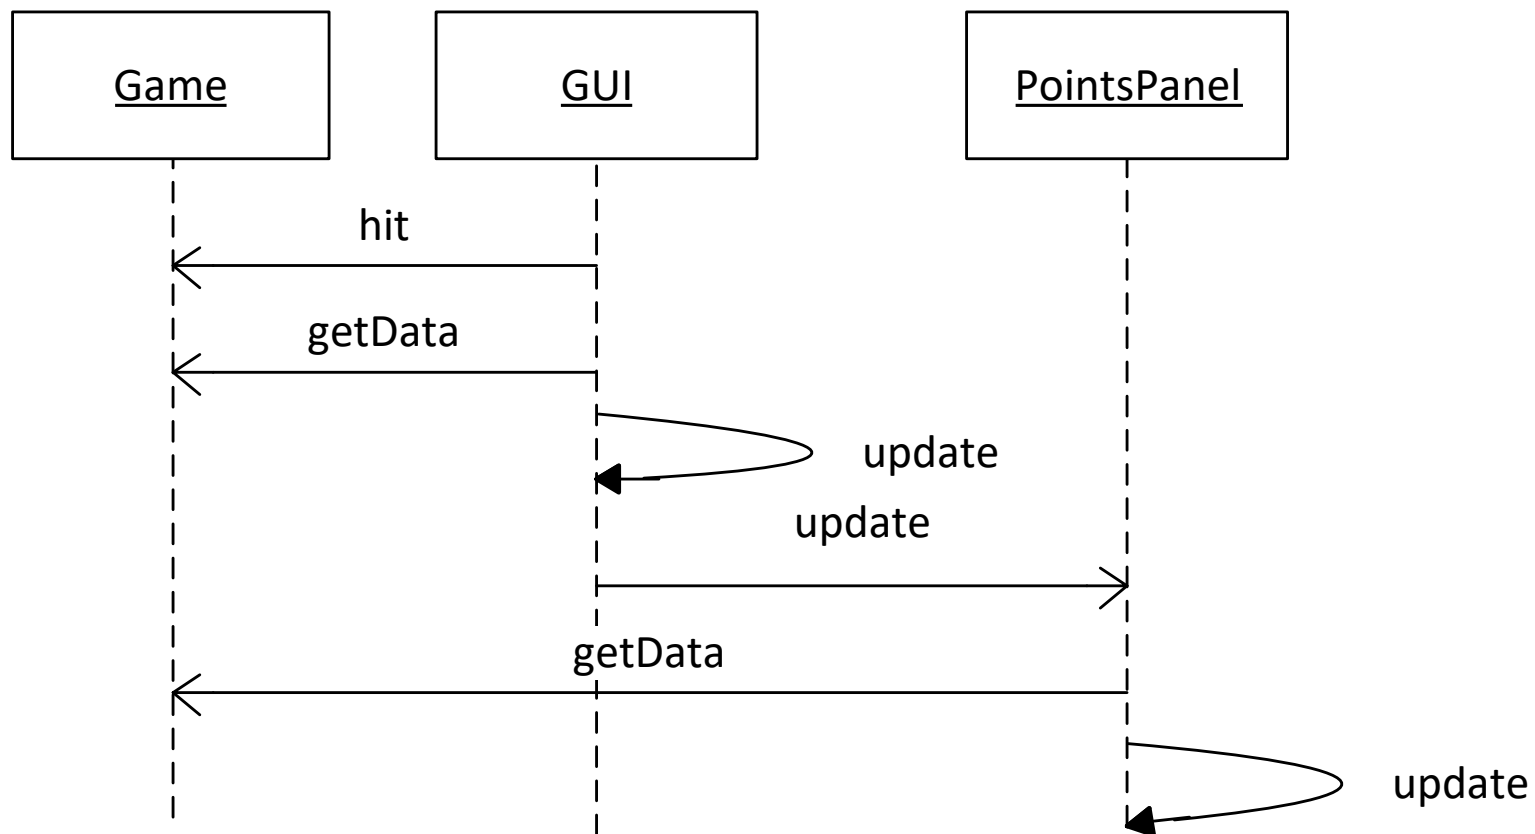 Game
GUI
PointsPanel
hit
getData
update
update
getData
update